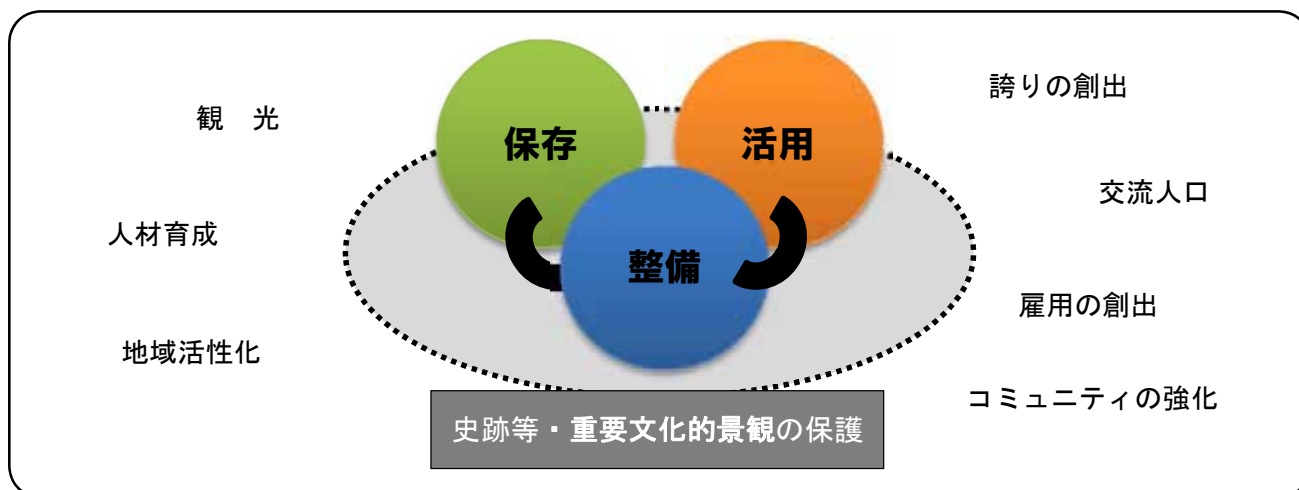 観　光
人材育成
地域活性化
保存
活用
整備
史跡等・重要文化的景観の保護
誇りの創出
交流人口
雇用の創出
コミュニティの強化